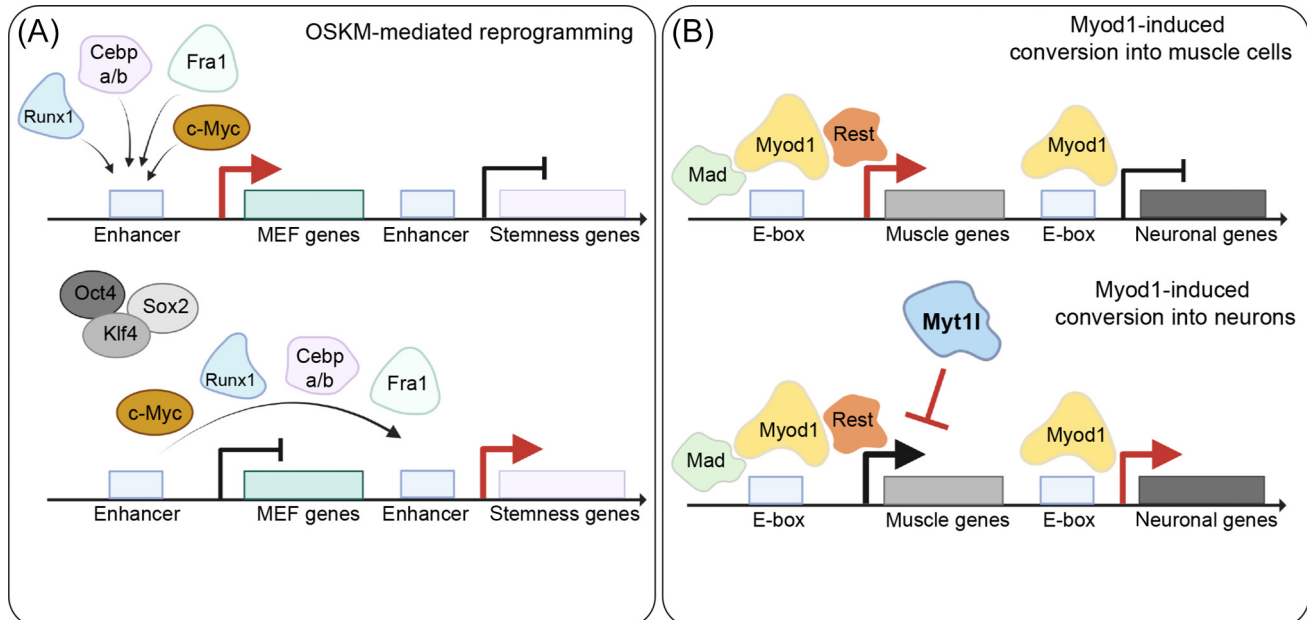 (A)
OSKM-mediated reprogramming
Cebp
a/b
Fra1
Runx1
c-Myc
Enhancer
MEF genes
Enhancer
Stemness genes
Oct4
Sox2
Klf4
Runx1
Cebp
a/b
Fra1
c-Myc
Enhancer
MEF genes
Enhancer
Stemness genes
(B)
Myod1-induced
conversion into muscle cells
Myod1
Rest
Mad
Myod1
E-box
Muscle genes
E-box
Neuronal genes
Myod1-induced
conversion into neurons
Myt1l
Myod1
Rest
Mad
Myod1
E-box
Muscle genes
E-box
Neuronal genes